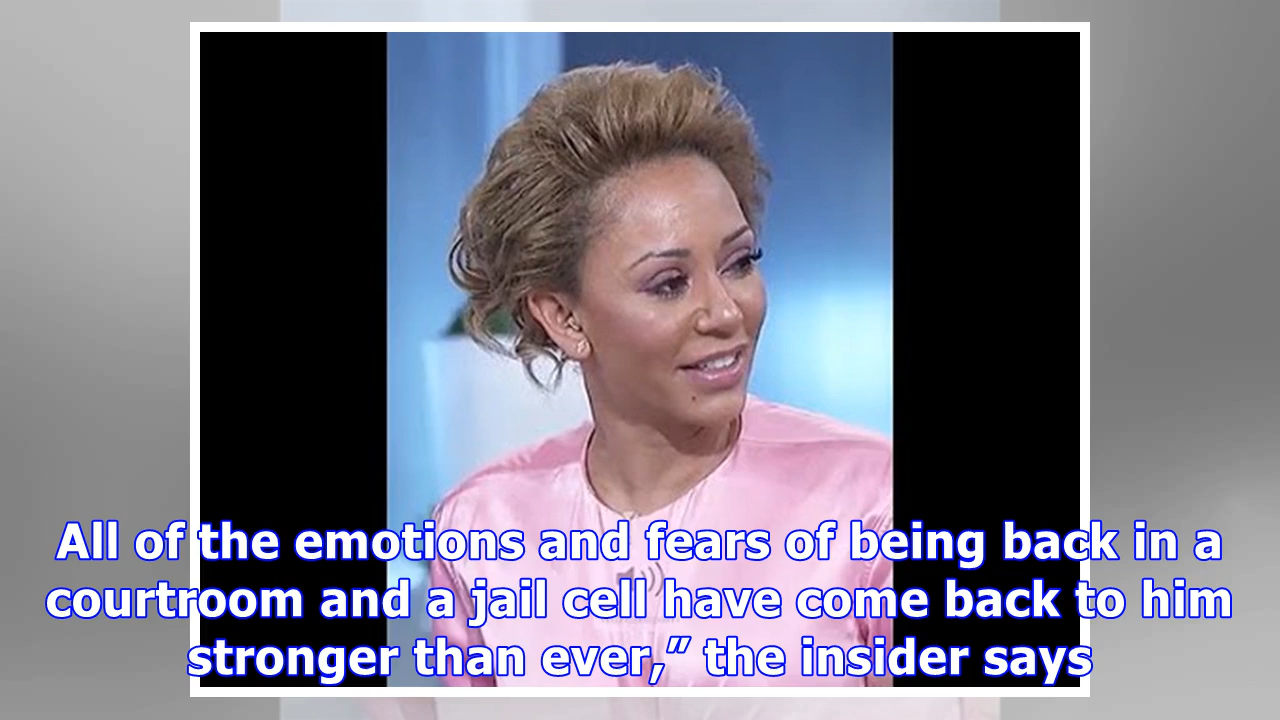 All of the emotions and fears of being back in a
courtroom and a jail cell have come back to him
stronger than ever,” the insider says